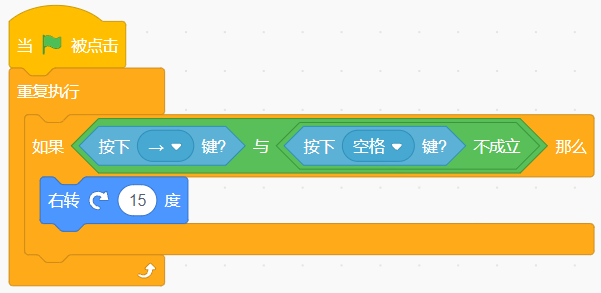 当 被点击
重复执行
如果 按下 → 键? 与 按下 空格 键? 不成立 那么
右转 15 度